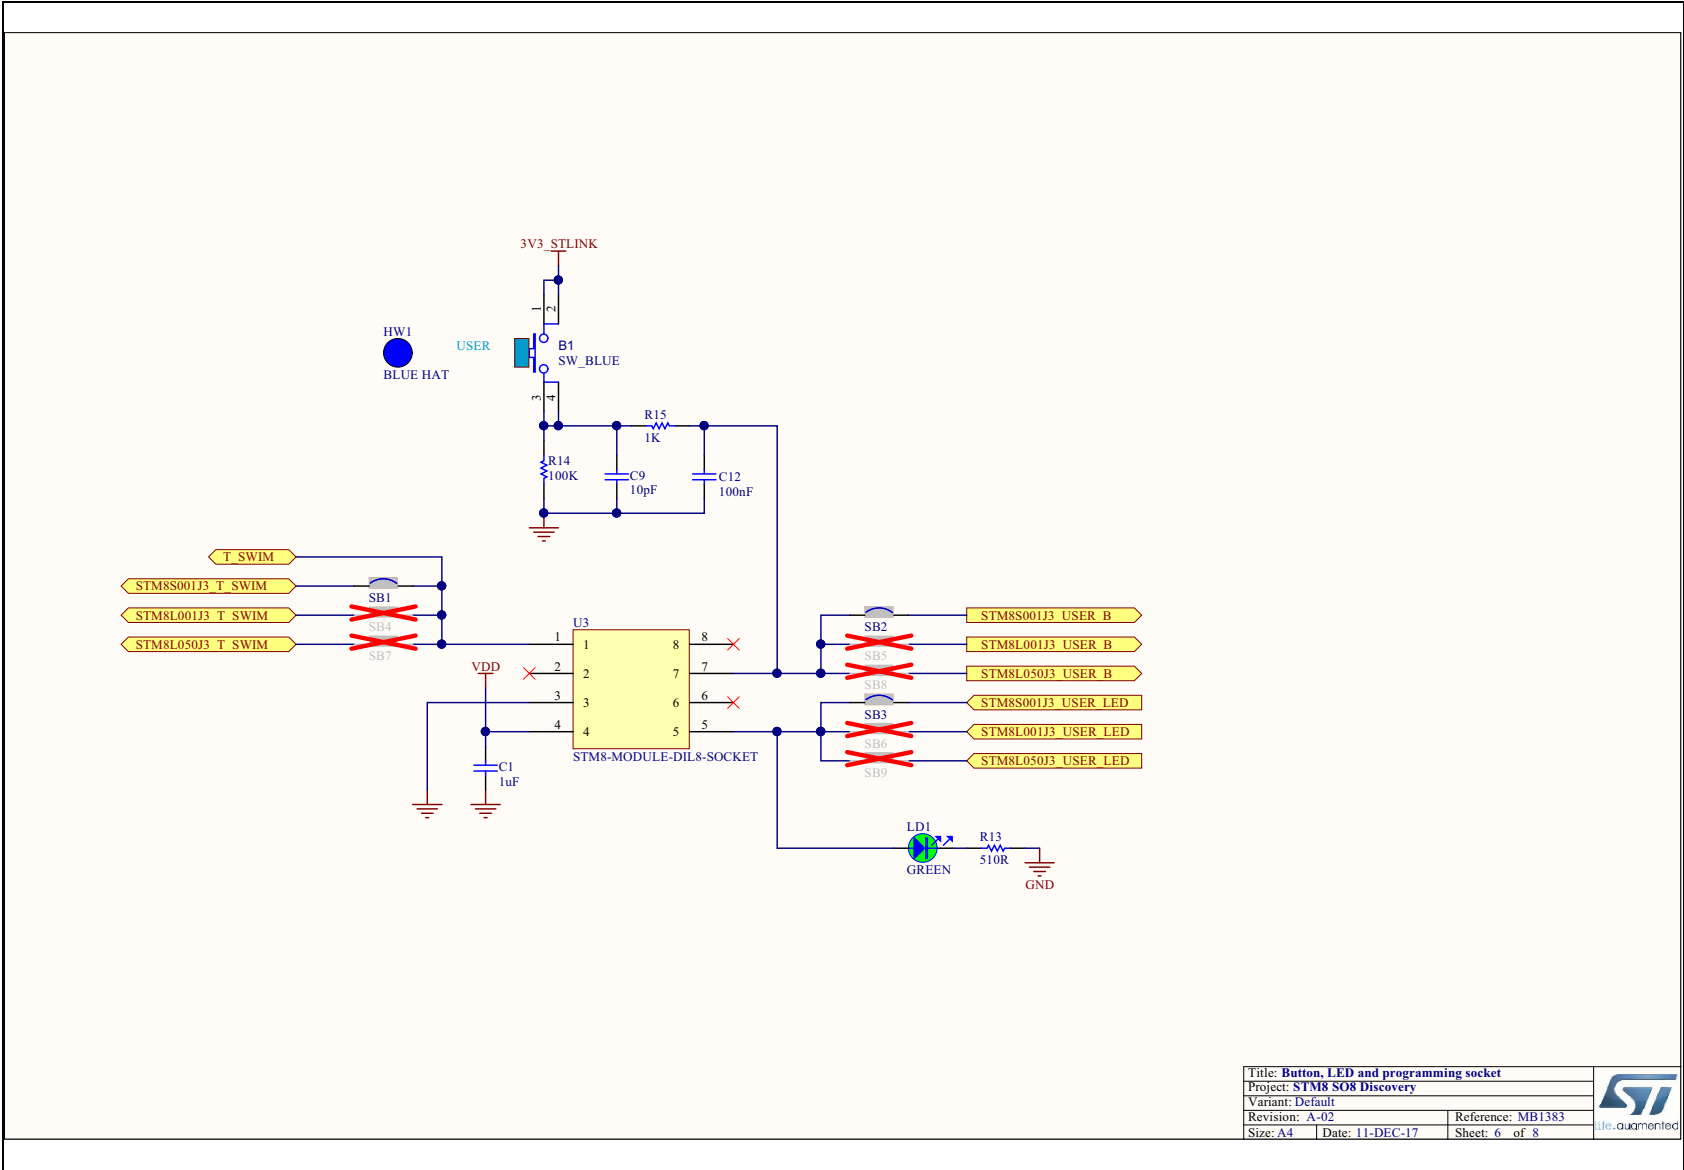 3V3_STLINK
1
2
HW1
BLUE HAT
USER
B1
SW_BLUE
3
4
R15
1K
R14
100K
C9
10pF
C12
100nF
T_SWIM
STM8S001J3_T_SWIM
SB1
STM8L001J3_T_SWIM
SB4
STM8L050J3_T_SWIM
SB7
VDD
U3
1 1 8 8
2 2 7 7
3 3 6 6
4 4 5 5
STM8-MODULE-DIL8-SOCKET
C1
1uF
SB2
STM8S001J3_USER_B
SB5
STM8L001J3_USER_B
SB8
STM8L050J3_USER_B
SB3
STM8S001J3_USER_LED
SB6
STM8L001J3_USER_LED
SB9
STM8L050J3_USER_LED
LD1
GREEN
R13
510R
GND
Title: Button, LED and programming socket
Project: STM8 SO8 Discovery
Variant: Default
Revision: A-02 Reference: MB1383
Size: A4 Date: 11-DEC-17 Sheet: 6 of 8
ST
life.augmented